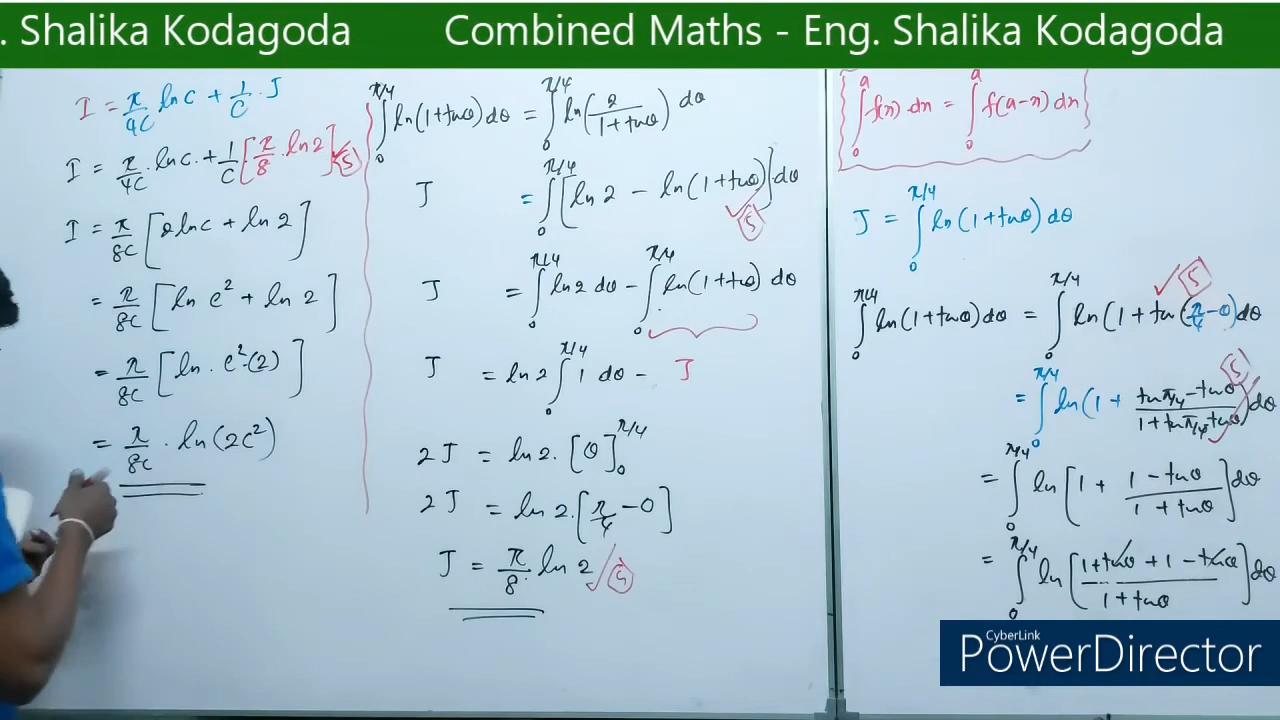 . Shalika Kodagoda Combined Maths - Eng. Shalika Kodagoda
I = π/4c ln c + 1/c . J
I = π/4c . ln c . + 1/c [π/8 . ln 2] ✓ 5
I = π/8c [2 ln c + ln 2]
= π/8c [ln e² + ln 2]
= π/8c [ln . e² . (2)]
= π/8c . ln (2c²)
∫₀^π/4 ln(1+tanθ) dθ = ∫₀^π/4 ln(2/(1+tanθ)) dθ
J = ∫₀^π/4 [ln 2 − ln(1+tanθ)] dθ ✓ 5
J = ∫₀^π/4 ln 2 dθ − ∫₀^π/4 ln(1+tanθ) dθ
J = ln 2 ∫₀^π/4 1 dθ − J
2J = ln 2 . [θ]₀^π/4
2J = ln 2 . [π/4 − 0]
J = π/8 . ln 2 ✓ 5
∫₀^a f(x) dx = ∫₀^a f(a−x) dx
J = ∫₀^π/4 ln(1+tanθ) dθ
∫₀^π/4 ln(1+tanθ) dθ = ∫₀^π/4 ln(1 + tan(π/4−θ) dθ ✓ 5
= ∫₀^π/4 ln(1 + (tan π/4 − tanθ)/(1 + tan π/4 tanθ)) dθ ✓ 5
= ∫₀^π/4 ln [1 + (1 − tanθ)/(1 + tanθ)] dθ
= ∫₀^π/4 ln [(1+tanθ + 1 − tanθ)/(1+tanθ)] dθ
CyberLink
PowerDirector